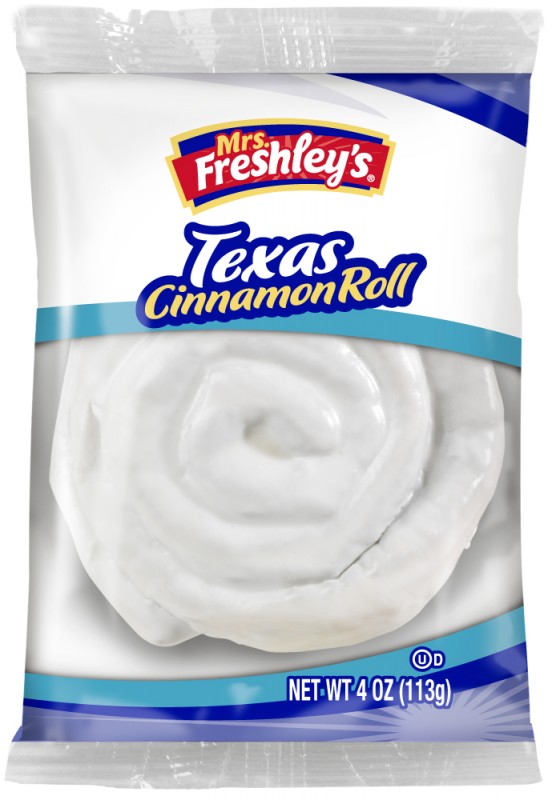 Mrs.
Freshley's®
Texas
Cinnamon Roll
Ⓤ D
NET WT 4 OZ (113g)